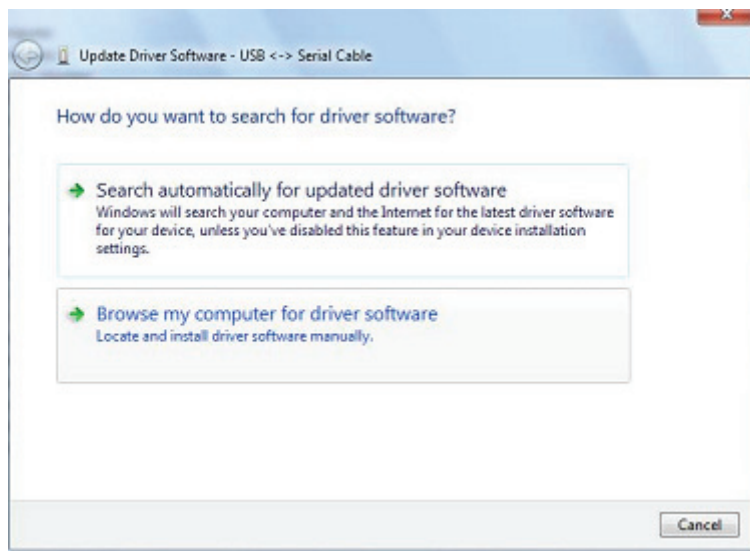 Update Driver Software - USB <-> Serial Cable
How do you want to search for driver software?
Search automatically for updated driver software
Windows will search your computer and the Internet for the latest driver software
for your device, unless you've disabled this feature in your device installation
settings.
Browse my computer for driver software
Locate and install driver software manually.
Cancel